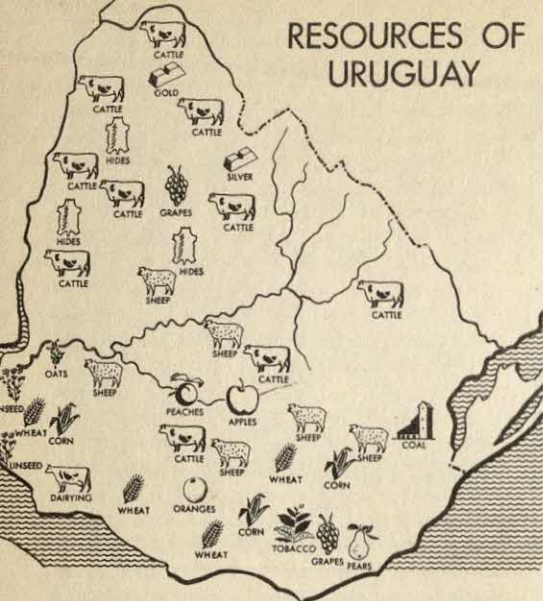 RESOURCES OF
URUGUAY
CATTLE
GOLD
CATTLE
CATTLE
HIDES
SILVER
CATTLE
CATTLE
GRAPES
CATTLE
HIDES
HIDES
CATTLE
SHEEP
CATTLE
SHEEP
OATS
CATTLE
SHEEP
PEACHES
APPLES
NSEED
WHEAT
CORN
SHEEP
COAL
CATTLE
SHEEP
SHEEP
LINSEED
WHEAT
CORN
DAIRYING
WHEAT
ORANGES
CORN
WHEAT
TOBACCO
GRAPES
PEARS